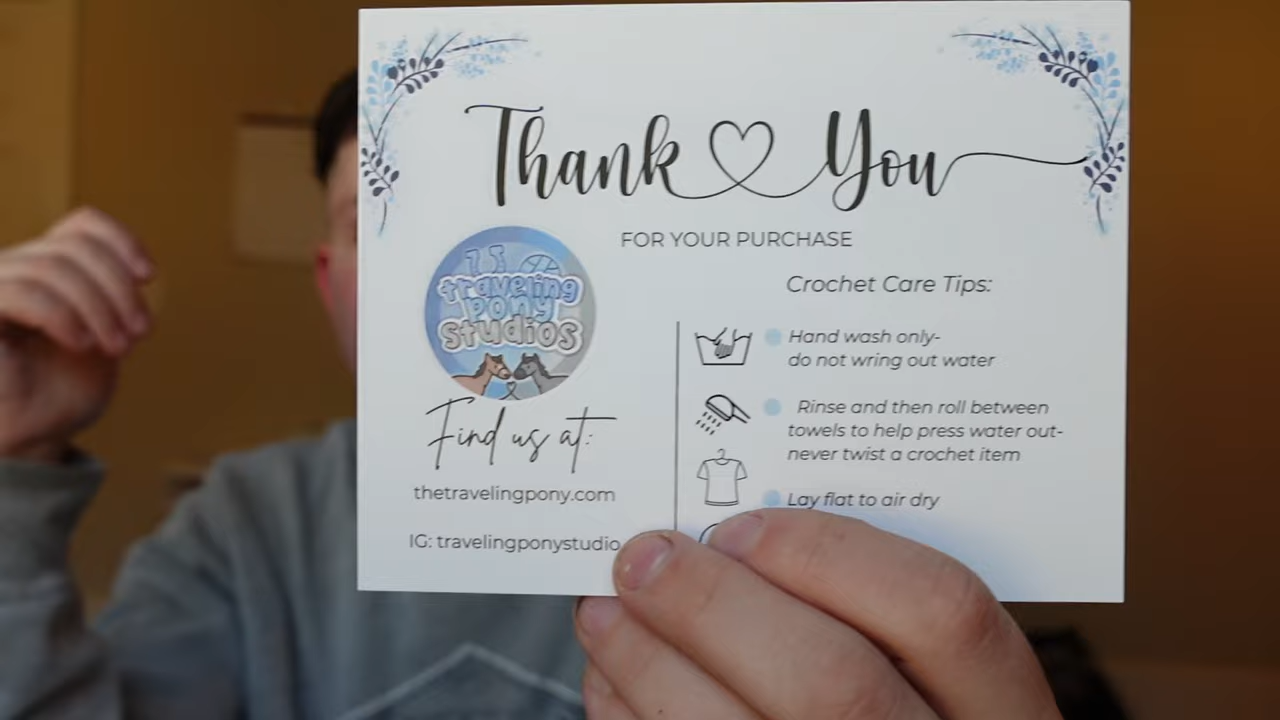 Thank You
FOR YOUR PURCHASE
traveling
pony
studios
Find us at:
thetravelingpony.com
IG: travelingponystudio
Crochet Care Tips:
Hand wash only-
do not wring out water
Rinse and then roll between
towels to help press water out-
never twist a crochet item
Lay flat to air dry